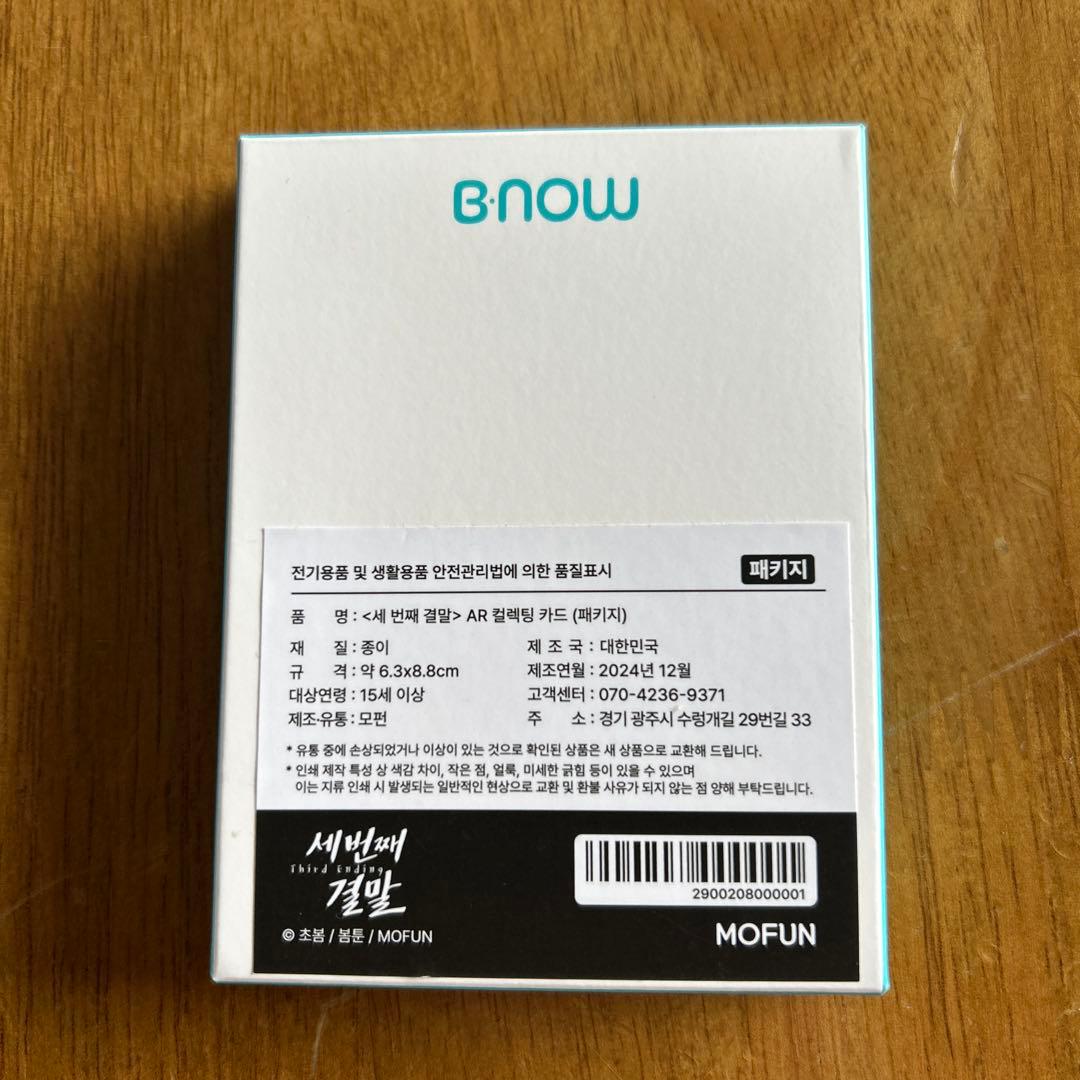 B·NOW
전기용품 및 생활용품 안전관리법에 의한 품질표시 패키지
품 명 : <세 번째 결말> AR 컬렉팅 카드 (패키지)
재 질 : 종이 제 조 국 : 대한민국
규 격 : 약 6.3x8.8cm 제조연월 : 2024년 12월
대상연령 : 15세 이상 고객센터 : 070-4236-9371
제조·유통 : 모펀 주 소 : 경기 광주시 수렁개길 29번길 33
* 유통 중에 손상되었거나 이상이 있는 것으로 확인된 상품은 새 상품으로 교환해 드립니다.
* 인쇄 제작 특성 상 색감 차이, 작은 점, 얼룩, 미세한 긁힘 등이 있을 수 있으며
이는 지류 인쇄 시 발생되는 일반적인 현상으로 교환 및 환불 사유가 되지 않는 점 양해 부탁드립니다.
세번째
Third Ending
결말
2900208000001
© 초봄 / 봄툰 / MOFUN
MOFUN